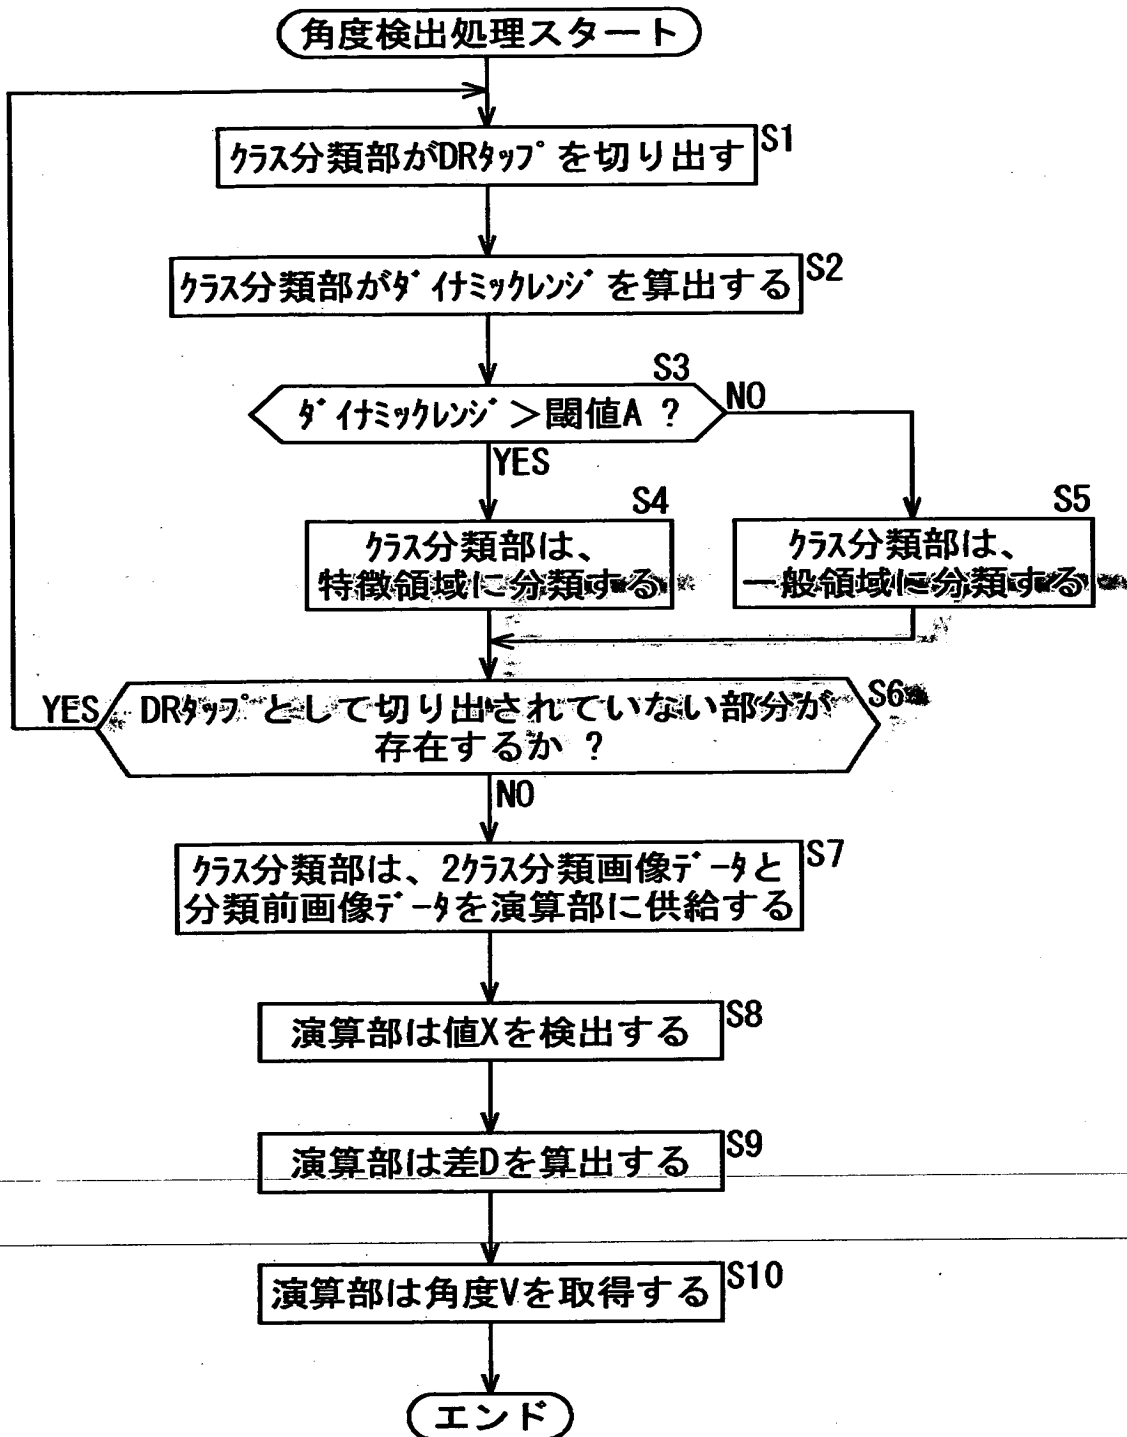 角度検出処理スタート
クラス分類部がDRタップを切り出す
S1
クラス分類部がダイナミックレンジを算出する
S2
S3
ダイナミックレンジ>閾値A ?
NO
YES
S4
クラス分類部は、
特徴領域に分類する
S5
クラス分類部は、
一般領域に分類する
YES
DRタップとして切り出されていない部分が
存在するか ?
S6
NO
クラス分類部は、2クラス分類画像データと
分類前画像データを演算部に供給する
S7
演算部は値Xを検出する
S8
演算部は差Dを算出する
S9
演算部は角度Vを取得する
S10
エンド